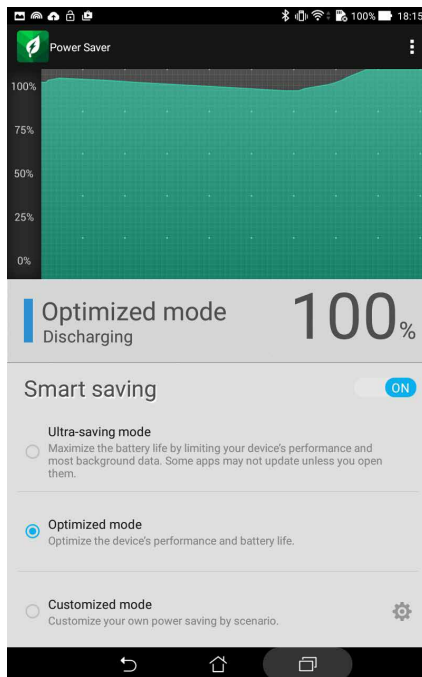 100% 18:15
Power Saver
100%
75%
50%
25%
0%
Optimized mode
Discharging
100%
Smart saving
ON
Ultra-saving mode
Maximize the battery life by limiting your device's performance and
most background data. Some apps may not update unless you open
them.
Optimized mode
Optimize the device's performance and battery life.
Customized mode
Customize your own power saving by scenario.